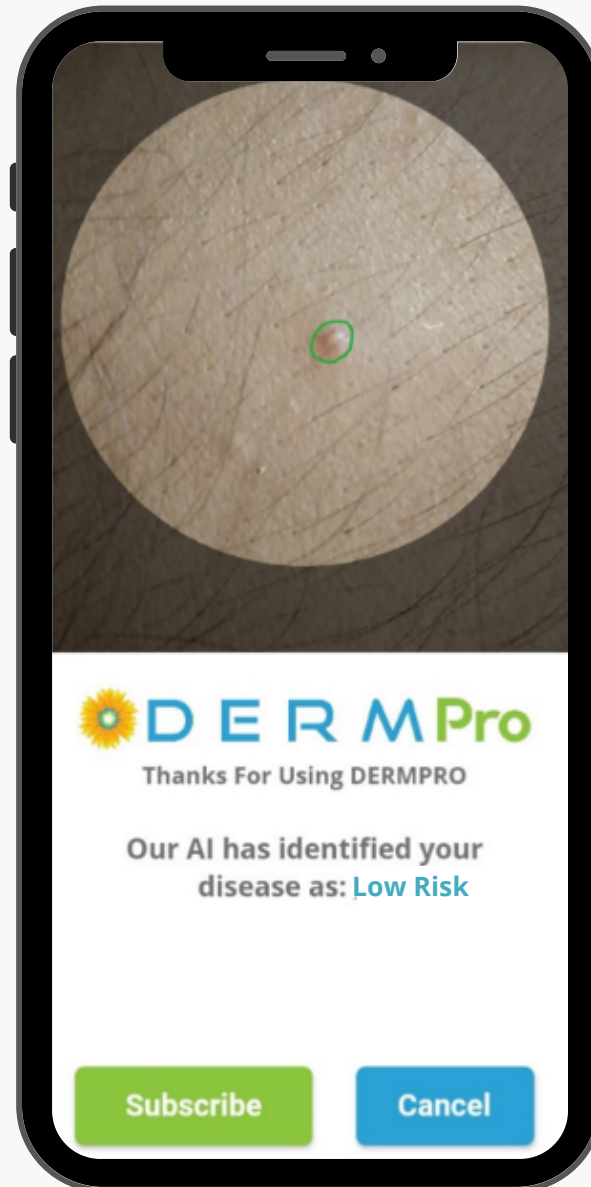 DERMPro
Thanks For Using DERMPRO
Our AI has identified your
disease as: Low Risk
Subscribe
Cancel